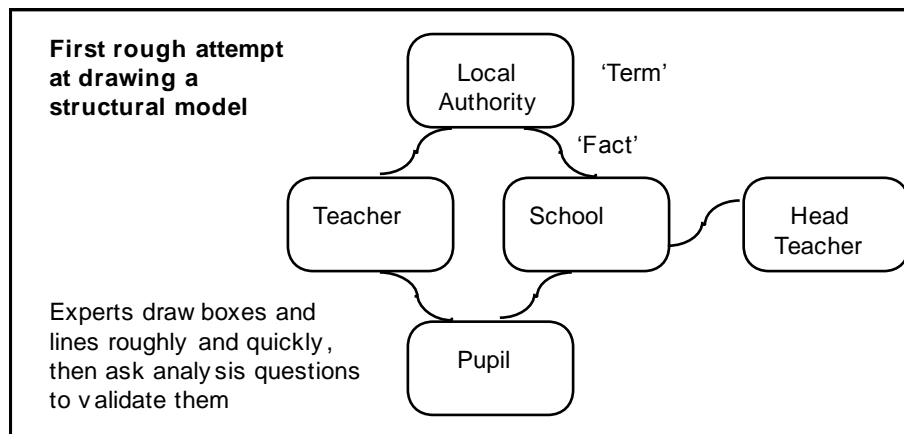 First rough attempt
at drawing a
structural model
Local
Authority
‘Term’
‘Fact’
Teacher
School
Head
Teacher
Experts draw boxes and
lines roughly and quickly,
then ask analysis questions
to validate them
Pupil